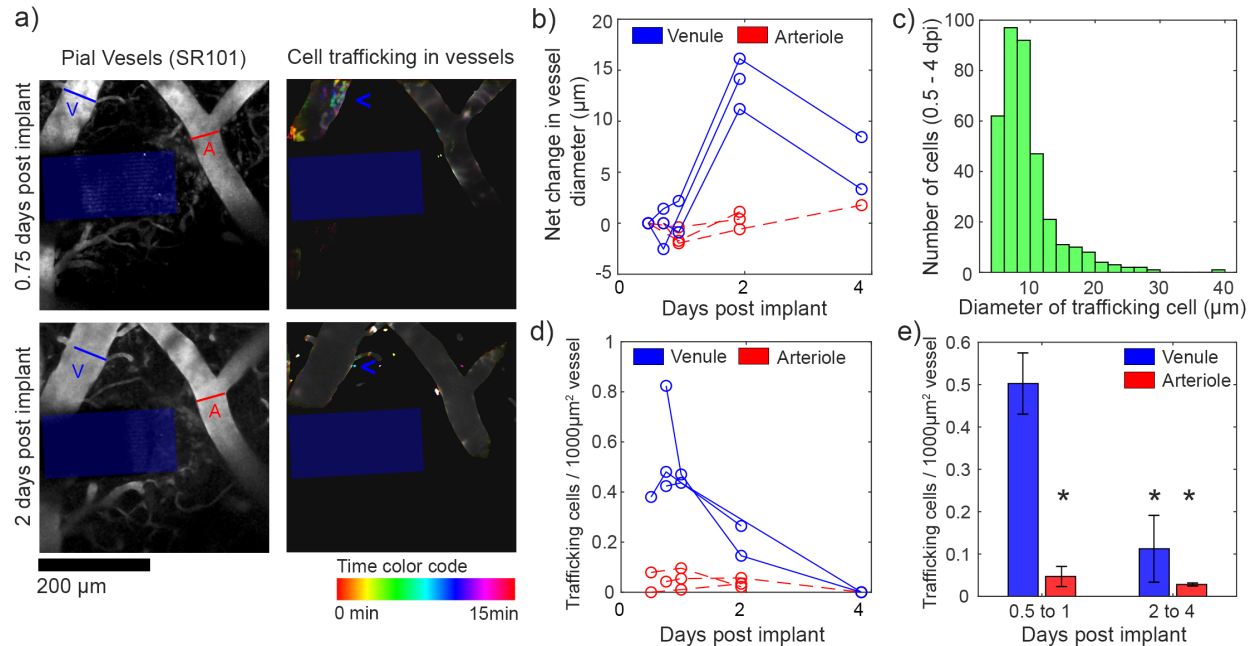 a)
Pial Vesels (SR101)
Cell trafficking in vessels
0.75 days post implant
V
A
<
2 days post implant
V
A
<
200 µm
Time color code
0 min
15min
b)
Net change in vessel
diameter (µm)
20
15
10
5
0
-5
Venule
Arteriole
0
2
4
Days post implant
c)
Number of cells (0.5 - 4 dpi)
100
80
60
40
20
0
10
20
30
40
Diameter of trafficking cell (µm)
d)
Trafficking cells / 1000µm² vessel
1
0.8
0.6
0.4
0.2
0
Venule
Arteriole
0
2
4
Days post implant
e)
Trafficking cells / 1000µm² vessel
0.6
0.5
0.4
0.3
0.2
0.1
0
Venule
Arteriole
*
*
*
0.5 to 1
2 to 4
Days post implant